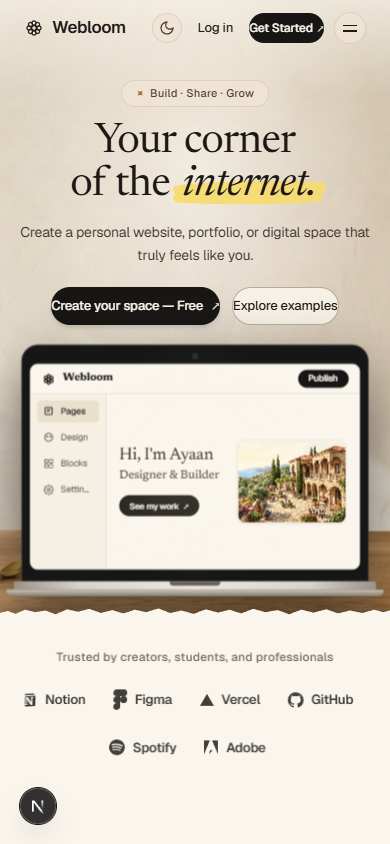 Webloom
Log in
Get Started ↗
Build · Share · Grow
Your corner
of the internet.
Create a personal website, portfolio, or digital space that
truly feels like you.
Create your space — Free ↗
Explore examples
Webloom
Publish
Pages
Design
Blocks
Settin...
Hi, I'm Ayaan
Designer & Builder
See my work ↗
Trusted by creators, students, and professionals
Notion
Figma
Vercel
GitHub
Spotify
Adobe
N